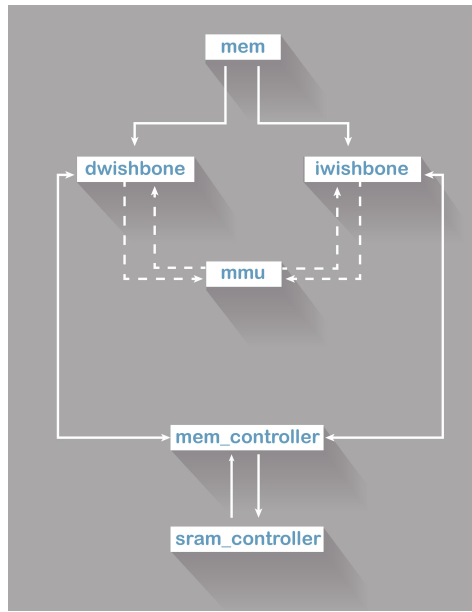 mem
dwishbone
iwishbone
mmu
mem_controller
sram_controller